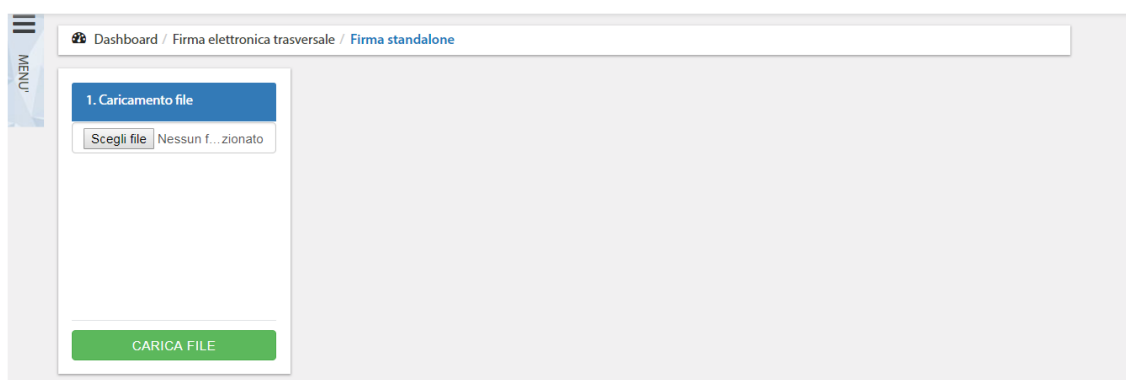 MENU'
Dashboard / Firma elettronica trasversale / Firma standalone
1. Caricamento file
Scegli file Nessun f...zionato
CARICA FILE